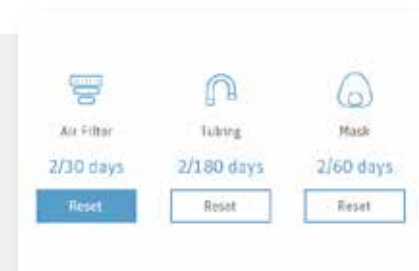 Air Filter Tubing Mask
2/30 days 2/180 days 2/60 days
Reset Reset Reset